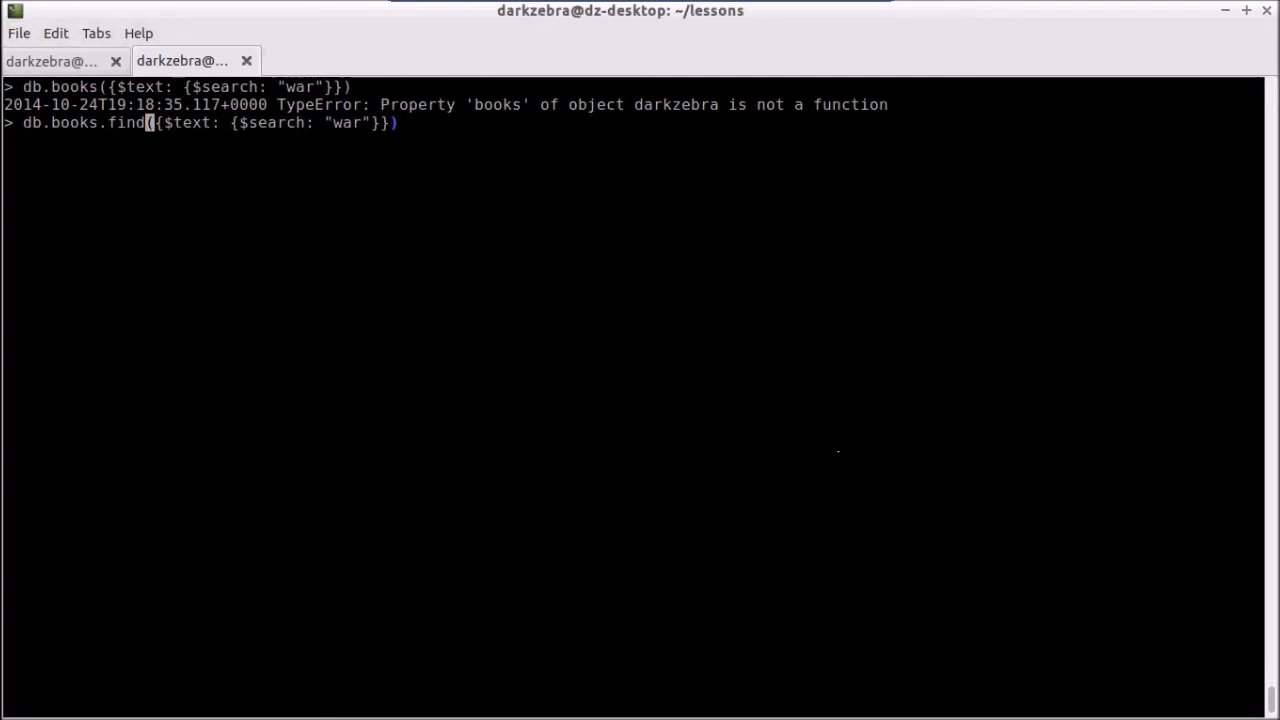 darkzebra@dz-desktop: ~/lessons
File Edit Tabs Help
darkzebra@... darkzebra@...
> db.books({$text: {$search: "war"}})
2014-10-24T19:18:35.117+0000 TypeError: Property 'books' of object darkzebra is not a function
> db.books.find({$text: {$search: "war"}})